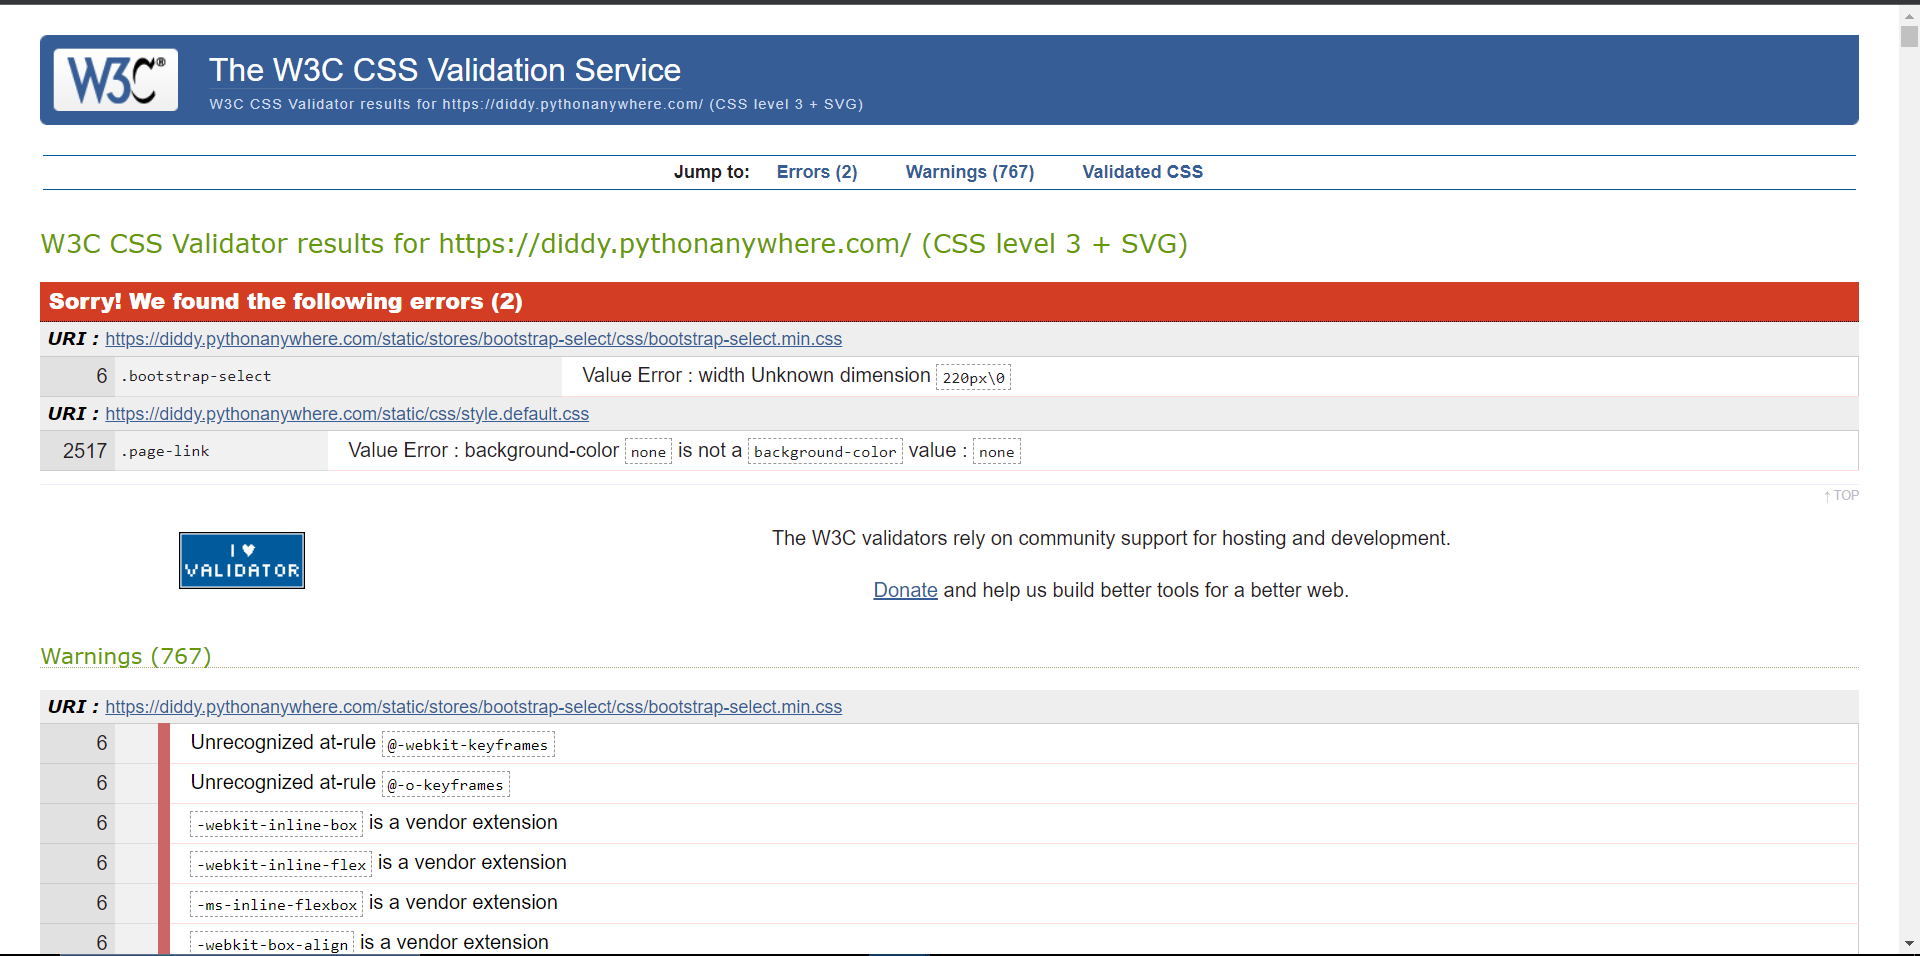 W3C®
The W3C CSS Validation Service
W3C CSS Validator results for https://diddy.pythonanywhere.com/ (CSS level 3 + SVG)
Jump to: Errors (2) Warnings (767) Validated CSS
W3C CSS Validator results for https://diddy.pythonanywhere.com/ (CSS level 3 + SVG)
Sorry! We found the following errors (2)
URI : https://diddy.pythonanywhere.com/static/stores/bootstrap-select/css/bootstrap-select.min.css
6 .bootstrap-select Value Error : width Unknown dimension 220px\0
URI : https://diddy.pythonanywhere.com/static/css/style.default.css
2517 .page-link Value Error : background-color none is not a background-color value : none
↑ TOP
I ♥
VALIDATOR
The W3C validators rely on community support for hosting and development.
Donate and help us build better tools for a better web.
Warnings (767)
URI : https://diddy.pythonanywhere.com/static/stores/bootstrap-select/css/bootstrap-select.min.css
6 Unrecognized at-rule @-webkit-keyframes
6 Unrecognized at-rule @-o-keyframes
6 -webkit-inline-box is a vendor extension
6 -webkit-inline-flex is a vendor extension
6 -ms-inline-flexbox is a vendor extension
6 -webkit-box-align is a vendor extension